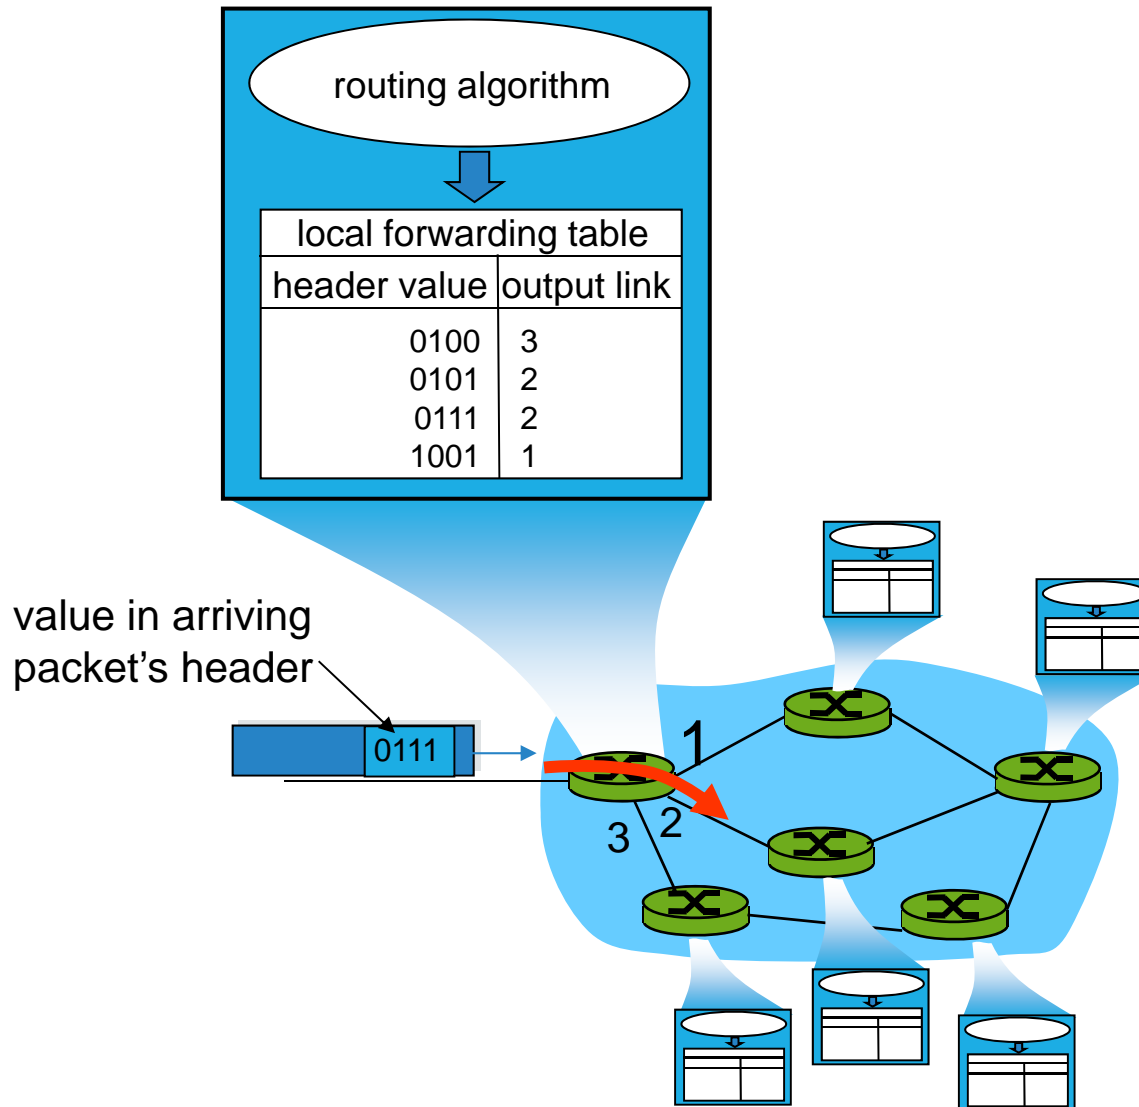 routing algorithm
local forwarding table
header value output link
0100 3
0101 2
0111 2
1001 1
value in arriving
packet's header
0111
1
2
3